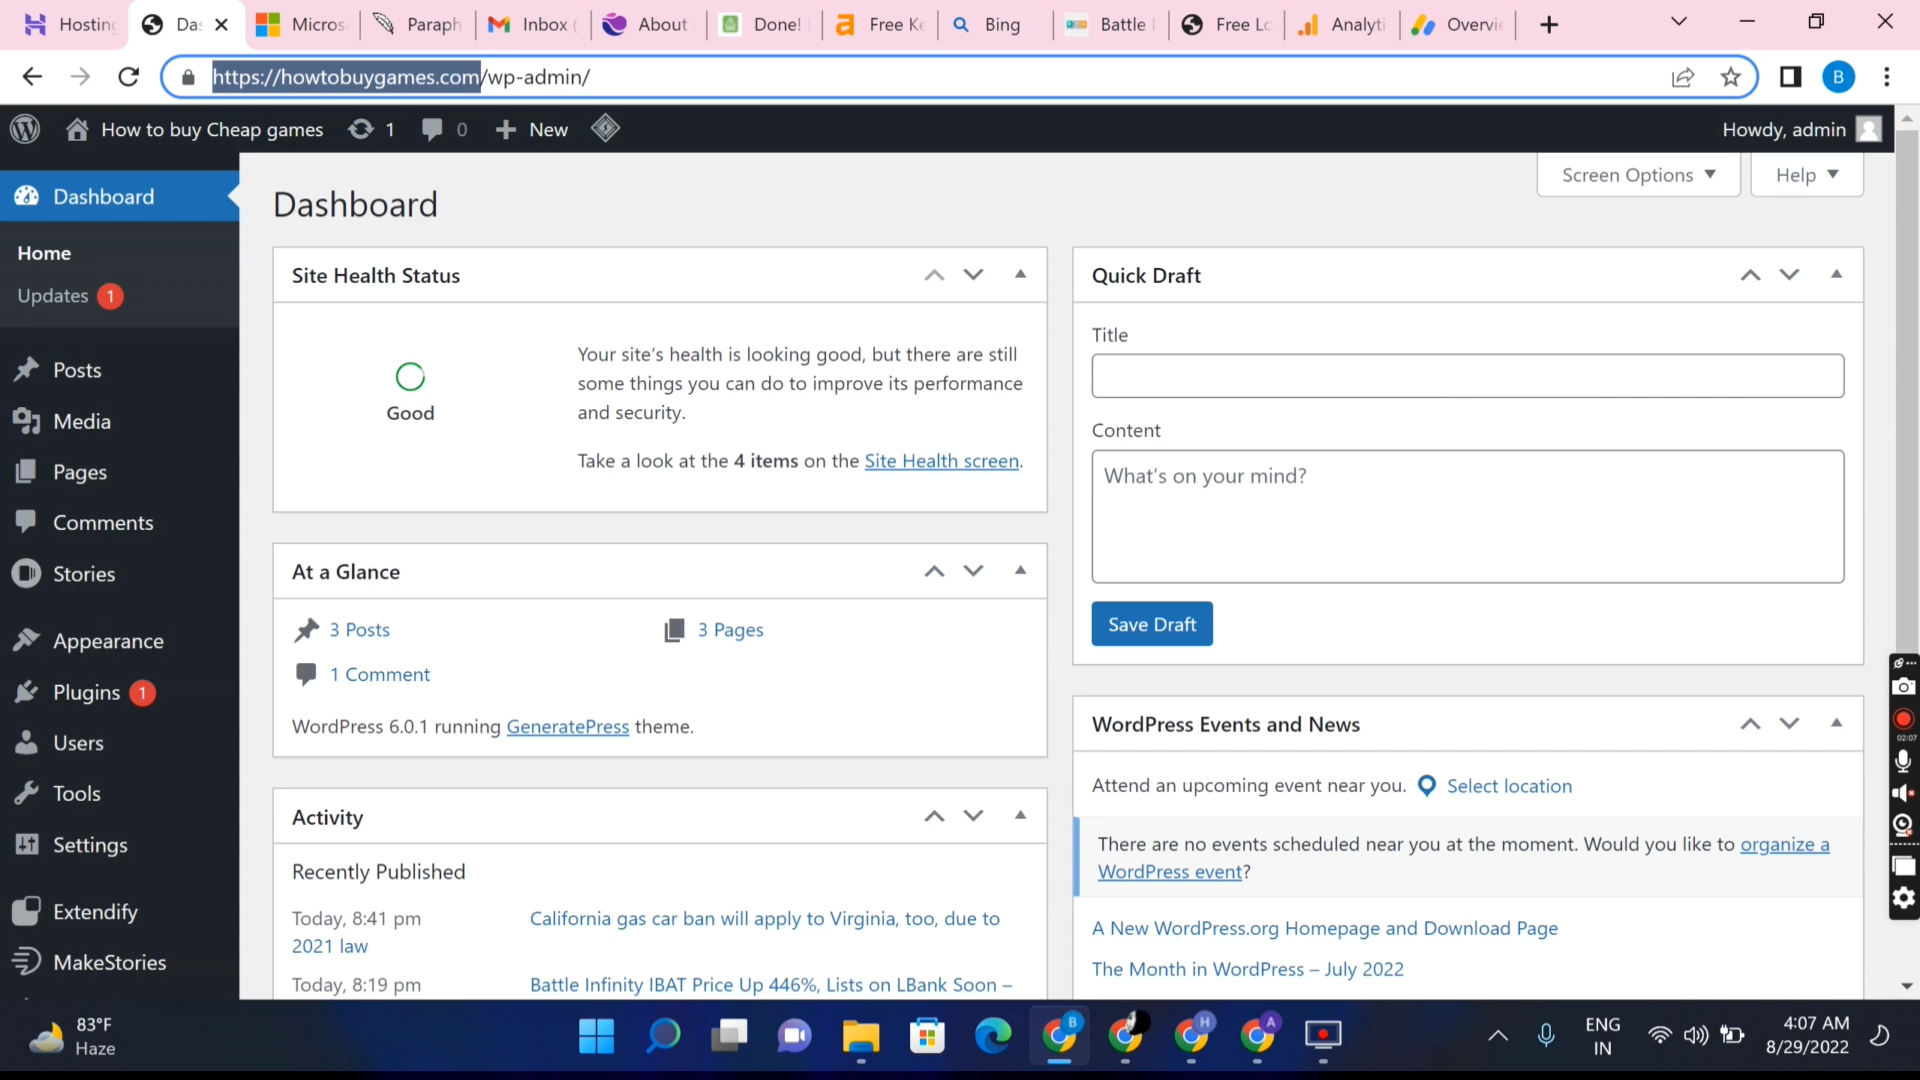 Hosting
Da
Micros
Paraph
Inbox (
About
Done!
Free Ke
Bing
Battle
Free Lo
Analyti
Overvie
https://howtobuygames.com/wp-admin/
B
How to buy Cheap games
1
0
New
Howdy, admin
Dashboard
Home
Updates 1
Posts
Media
Pages
Comments
Stories
Appearance
Plugins 1
Users
Tools
Settings
Extendify
MakeStories
Screen Options
Help
Dashboard
Site Health Status
Good
Your site's health is looking good, but there are still
some things you can do to improve its performance
and security.
Take a look at the 4 items on the Site Health screen.
At a Glance
3 Posts
3 Pages
1 Comment
WordPress 6.0.1 running GeneratePress theme.
Activity
Recently Published
Today, 8:41 pm California gas car ban will apply to Virginia, too, due to
2021 law
Today, 8:19 pm Battle Infinity IBAT Price Up 446%, Lists on LBank Soon –
Quick Draft
Title
Content
What's on your mind?
Save Draft
WordPress Events and News
Attend an upcoming event near you. Select location
There are no events scheduled near you at the moment. Would you like to organize a
WordPress event?
A New WordPress.org Homepage and Download Page
The Month in WordPress – July 2022
02:07
83°F
Haze
B
H
A
ENG
IN
4:07 AM
8/29/2022